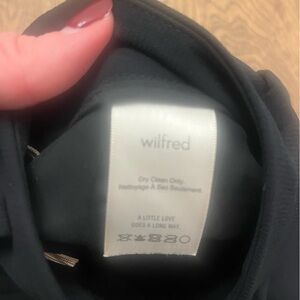 wilfred
Dry Clean Only.
Nettoyage À Sec Seulement.
A LITTLE LOVE
GOES A LONG WAY